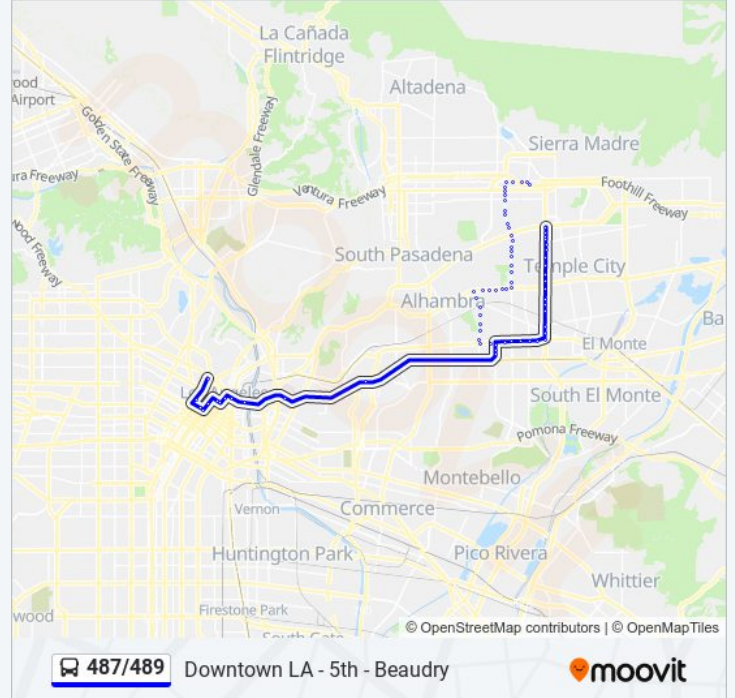 La Cañada
Flintridge
ood
Airport
Altadena
Golden State Freeway
Glendale Freeway
Sierra Madre
ura Freeway
Ventura Freeway
Foothill Freeway
ood Freeway
South Pasadena
Temple City
Alhambra
Ba
El Monte
Los Angeles
South El Monte
Pomona Freeway
Montebello
Vernon
Commerce
Huntington Park
Pico Rivera
Whittier
Firestone Park
wood
South Gate
© OpenStreetMap contributors | © OpenMapTiles
487/489 Downtown LA - 5th - Beaudry
moovit